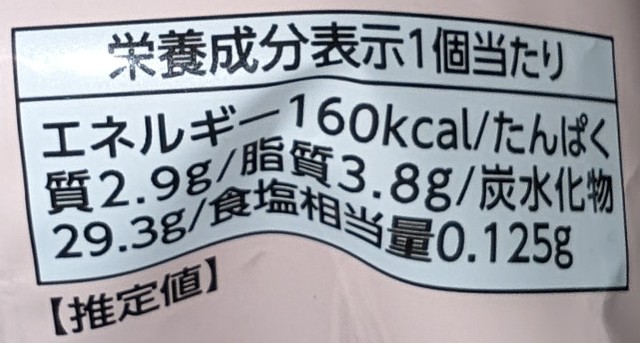 栄養成分表示1個当たり
エネルギー160kcal/たんぱく
質2.9g/脂質3.8g/炭水化物
29.3g/食塩相当量0.125g
【推定値】